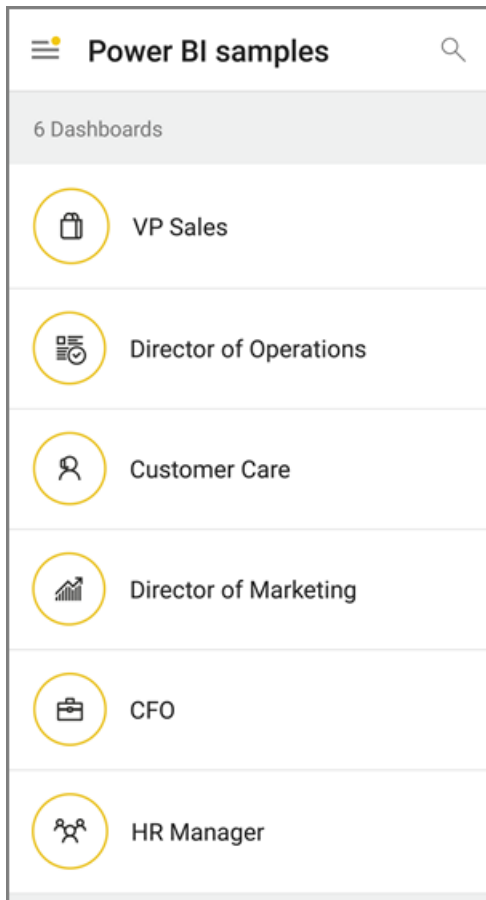 Power BI samples
6 Dashboards
VP Sales
Director of Operations
Customer Care
Director of Marketing
CFO
HR Manager